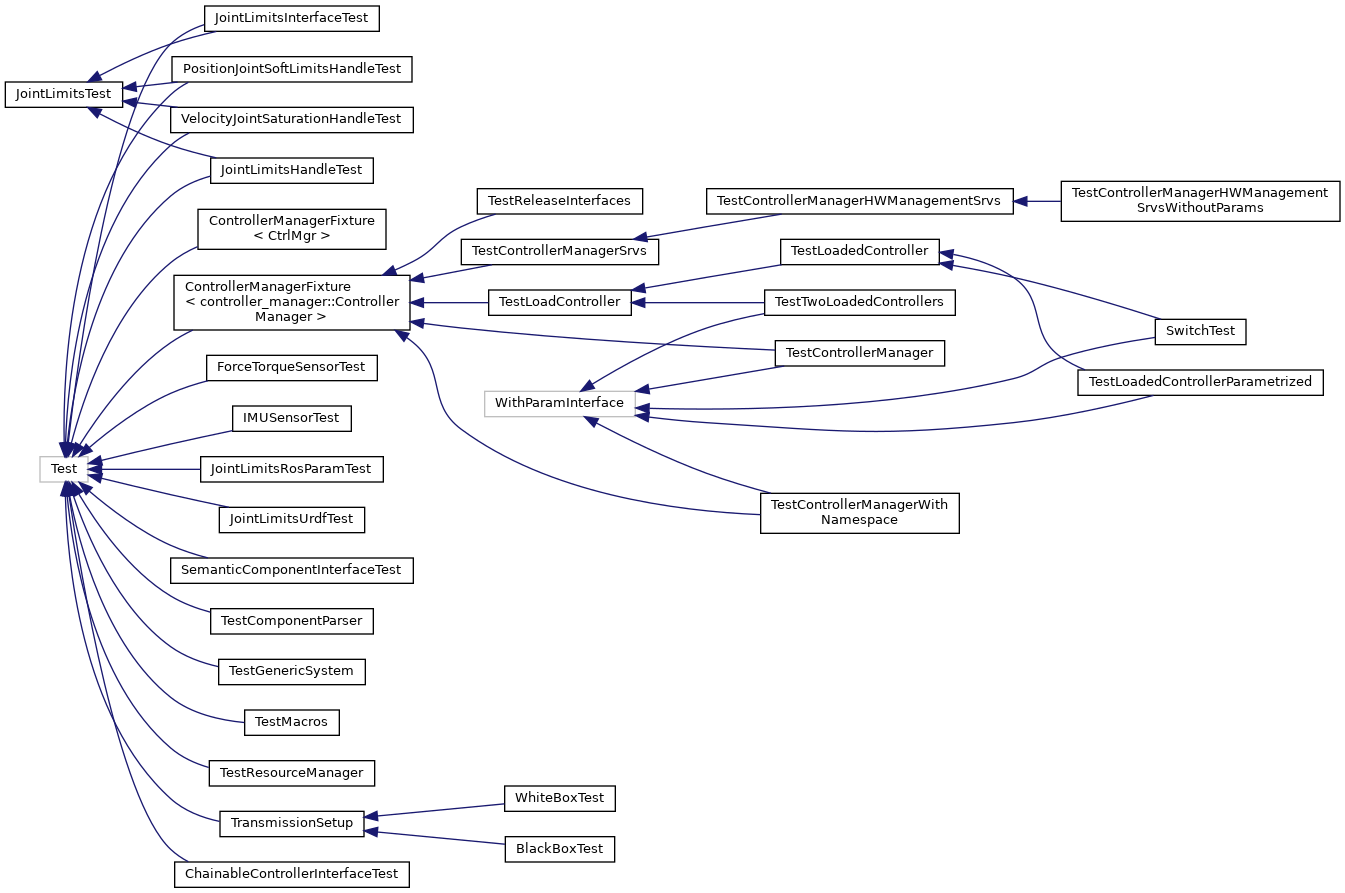 JointLimitsInterfaceTest
PositionJointSoftLimitsHandleTest
JointLimitsTest
VelocityJointSaturationHandleTest
JointLimitsHandleTest
ControllerManagerFixture
< CtrlMgr >
ControllerManagerFixture
< controller_manager::Controller
Manager >
ForceTorqueSensorTest
IMUSensorTest
Test
JointLimitsRosParamTest
JointLimitsUrdfTest
SemanticComponentInterfaceTest
TestComponentParser
TestGenericSystem
TestMacros
TestResourceManager
TransmissionSetup
ChainableControllerInterfaceTest
TestReleaseInterfaces
TestControllerManagerSrvs
TestLoadController
WithParamInterface
WhiteBoxTest
BlackBoxTest
TestControllerManagerHWManagementSrvs
TestLoadedController
TestTwoLoadedControllers
TestControllerManager
TestControllerManagerWith
Namespace
TestControllerManagerHWManagement
SrvsWithoutParams
SwitchTest
TestLoadedControllerParametrized